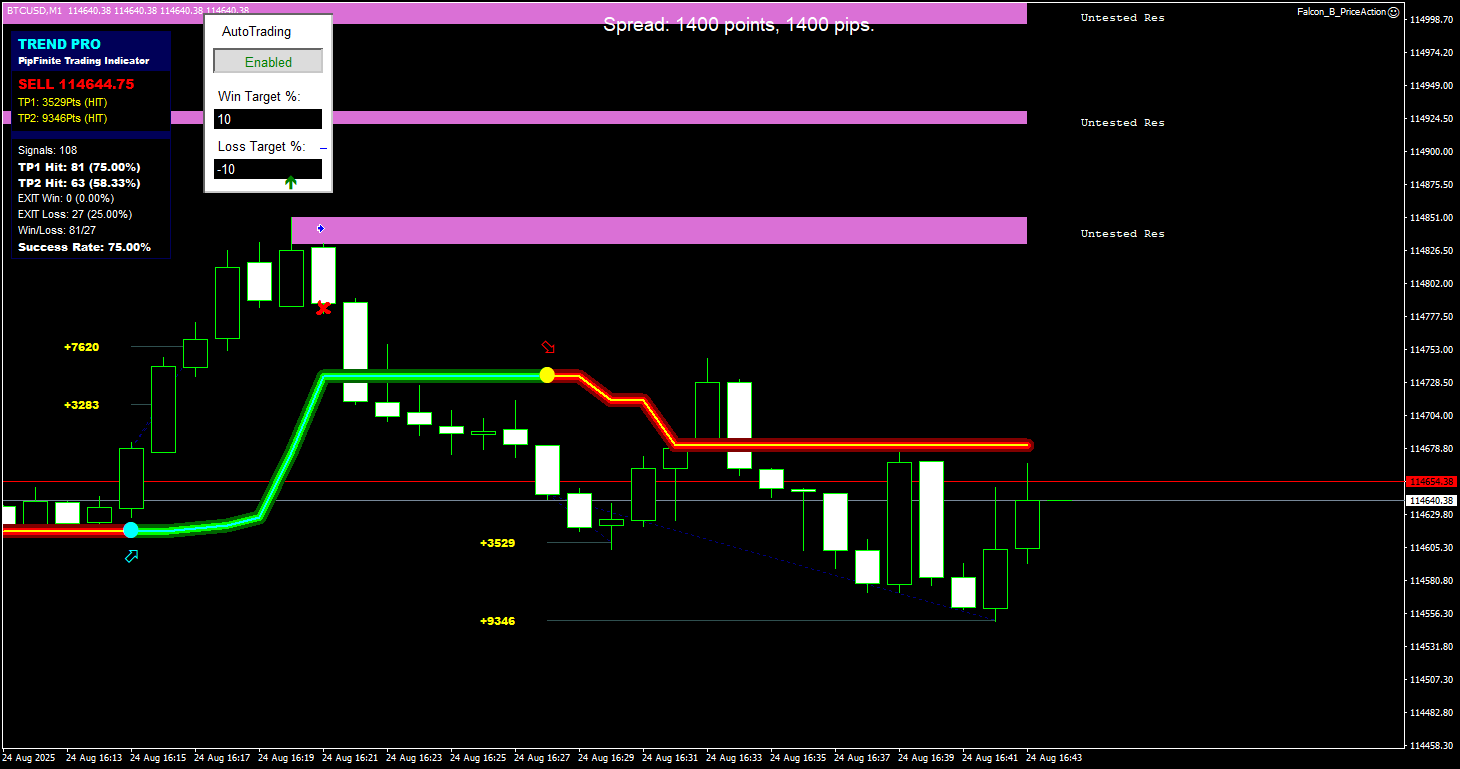 BTCUSD,M1 114640.38 114640.38 114640.38 114640.38
Spread: 1400 points, 1400 pips.
Falcon_B_PriceAction
TREND PRO
PipFinite Trading Indicator
SELL 114644.75
TP1: 3529Pts (HIT)
TP2: 9346Pts (HIT)
Signals: 108
TP1 Hit: 81 (75.00%)
TP2 Hit: 63 (58.33%)
EXIT Win: 0 (0.00%)
EXIT Loss: 27 (25.00%)
Win/Loss: 81/27
Success Rate: 75.00%
AutoTrading
Enabled
Win Target %:
10
Loss Target %:
-10
Untested Res
Untested Res
Untested Res
+7620
+3283
+3529
+9346
114998.70
114974.20
114949.00
114924.50
114900.00
114875.50
114851.00
114826.50
114802.00
114777.50
114753.00
114728.50
114704.00
114678.80
114654.38
114640.38
114629.80
114605.30
114580.80
114556.30
114531.80
114507.30
114482.80
114458.30
24 Aug 2025
24 Aug 16:13
24 Aug 16:15
24 Aug 16:17
24 Aug 16:19
24 Aug 16:21
24 Aug 16:23
24 Aug 16:25
24 Aug 16:27
24 Aug 16:29
24 Aug 16:31
24 Aug 16:33
24 Aug 16:35
24 Aug 16:37
24 Aug 16:39
24 Aug 16:41
24 Aug 16:43